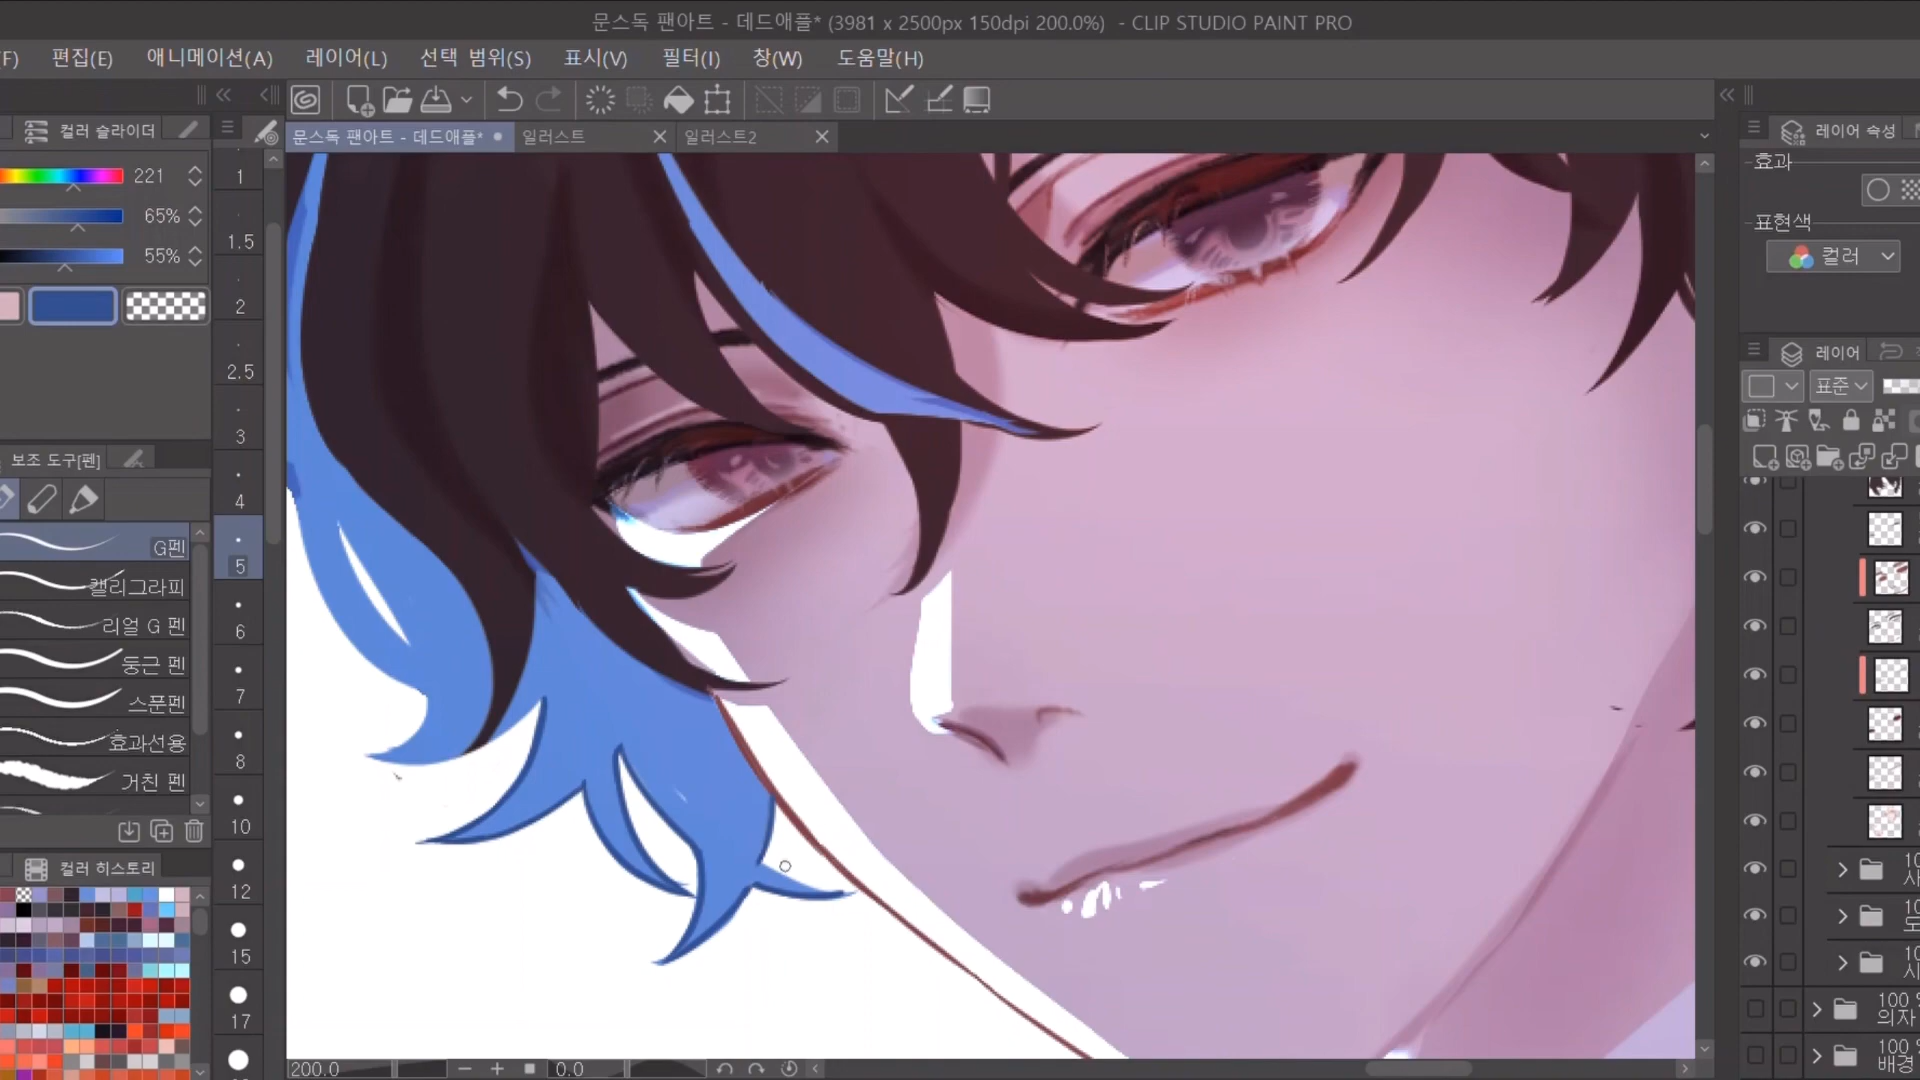 문스독 팬아트 - 데드애플* (3981 x 2500px 150dpi 200.0%) - CLIP STUDIO PAINT PRO
F) 편집(E) 애니메이션(A) 레이어(L) 선택 범위(S) 표시(V) 필터(I) 창(W) 도움말(H)
컬러 슬라이더
문스독 팬아트 - 데드애플*
일러스트
일러스트2
221
65%
55%
1
1.5
2
2.5
3
4
5
6
7
8
10
12
15
17
보조 도구[펜]
G펜
캘리그라피
리얼 G 펜
둥근 펜
스푼펜
효과선용
거친 펜
컬러 히스토리
레이어 속성
효과
표현색
컬러
레이어
표준
100 %
의자
100 %
배경
200.0
0.0